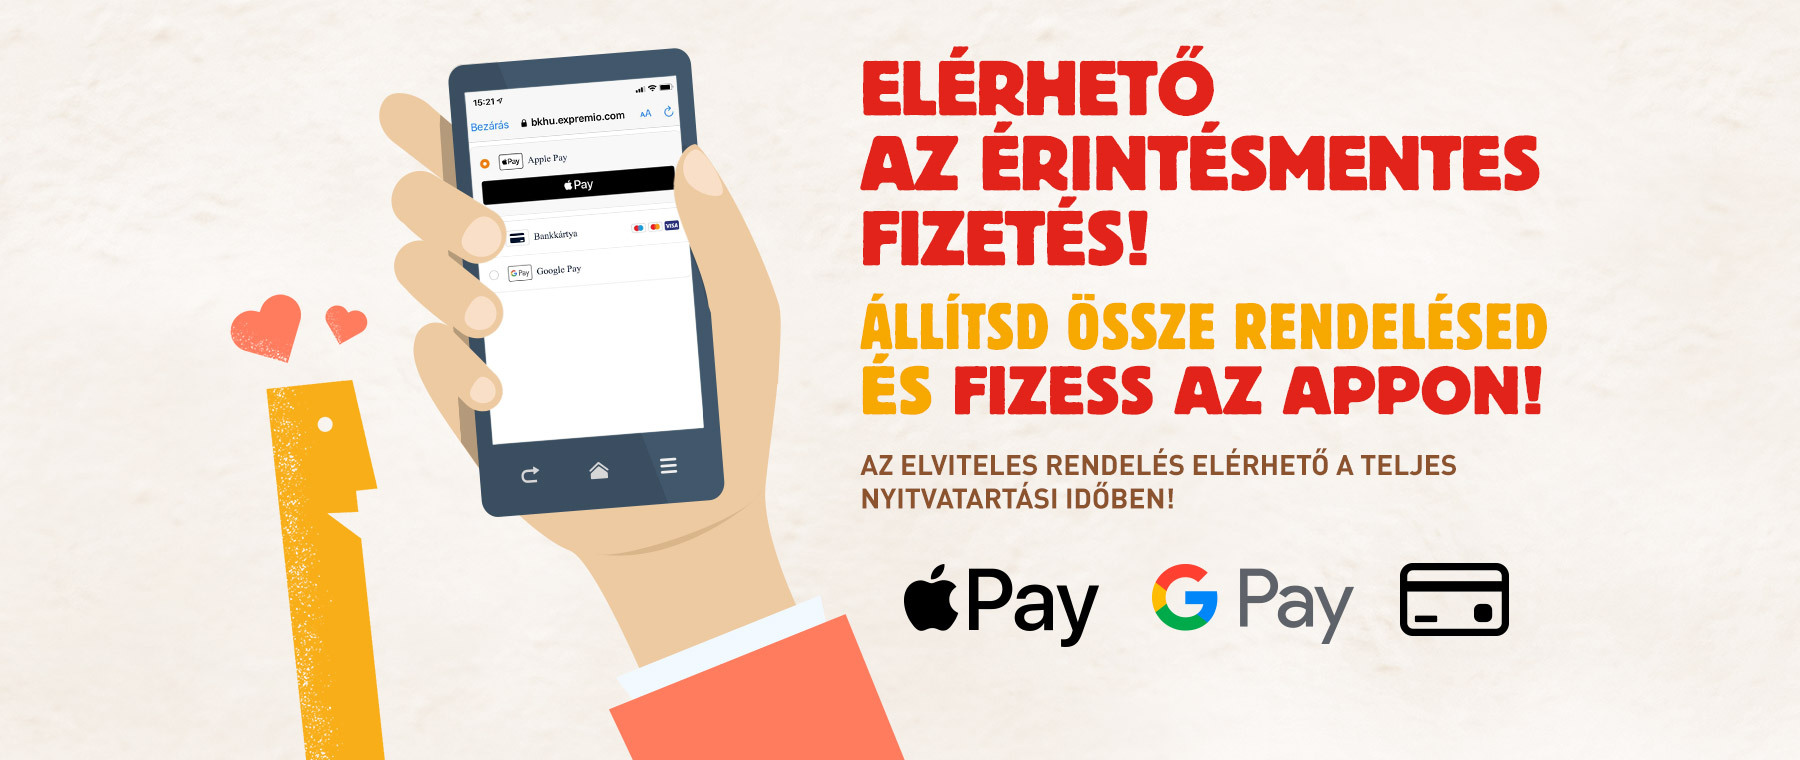 15:21
Bezárás bkhu.expremio.com AA
Pay Apple Pay
Pay
Bankkártya VISA
G Pay Google Pay
ELÉRHETŐ
AZ ÉRINTÉSMENTES
FIZETÉS!
ÁLLÍTSD ÖSSZE RENDELÉSED
ÉS FIZESS AZ APPON!
AZ ELVITELES RENDELÉS ELÉRHETŐ A TELJES
NYITVATARTÁSI IDŐBEN!
Pay G Pay